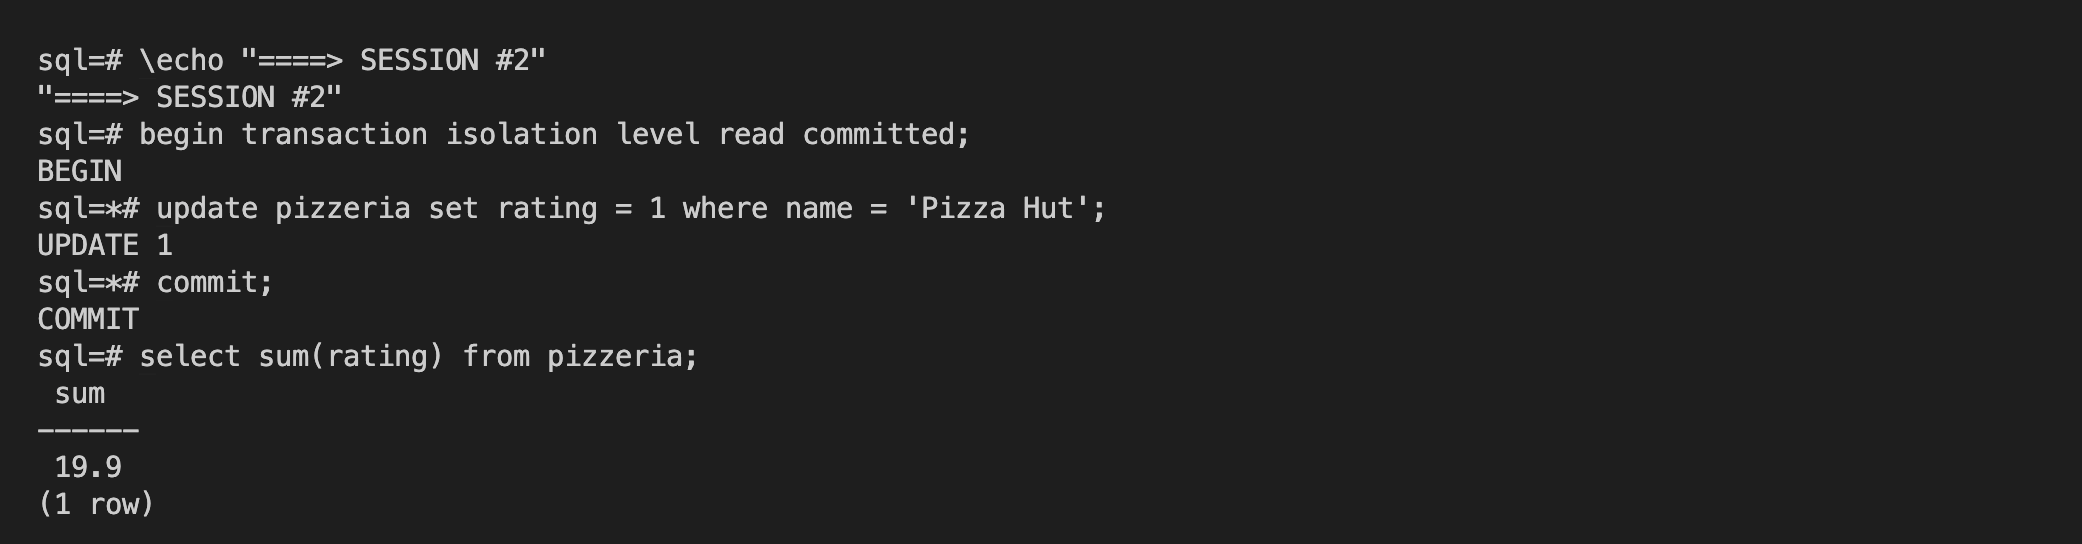 sql=# \echo "====> SESSION #2"
"====> SESSION #2"
sql=# begin transaction isolation level read committed;
BEGIN
sql=*# update pizzeria set rating = 1 where name = 'Pizza Hut';
UPDATE 1
sql=*# commit;
COMMIT
sql=# select sum(rating) from pizzeria;
 sum
------
 19.9
(1 row)